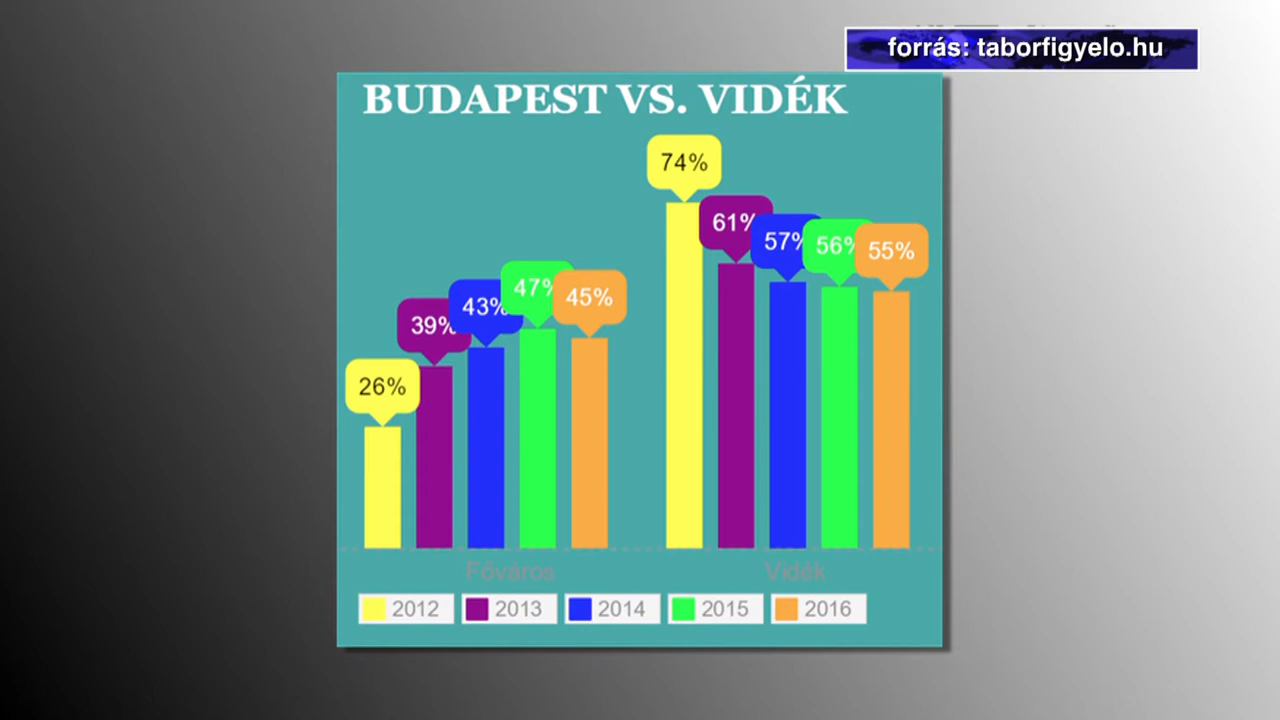 forrás: taborfigyelo.hu
BUDAPEST VS. VIDÉK
74%
61%
57%
56%
55%
47%
45%
43%
39%
26%
Főváros Vidék
2012 2013 2014 2015 2016